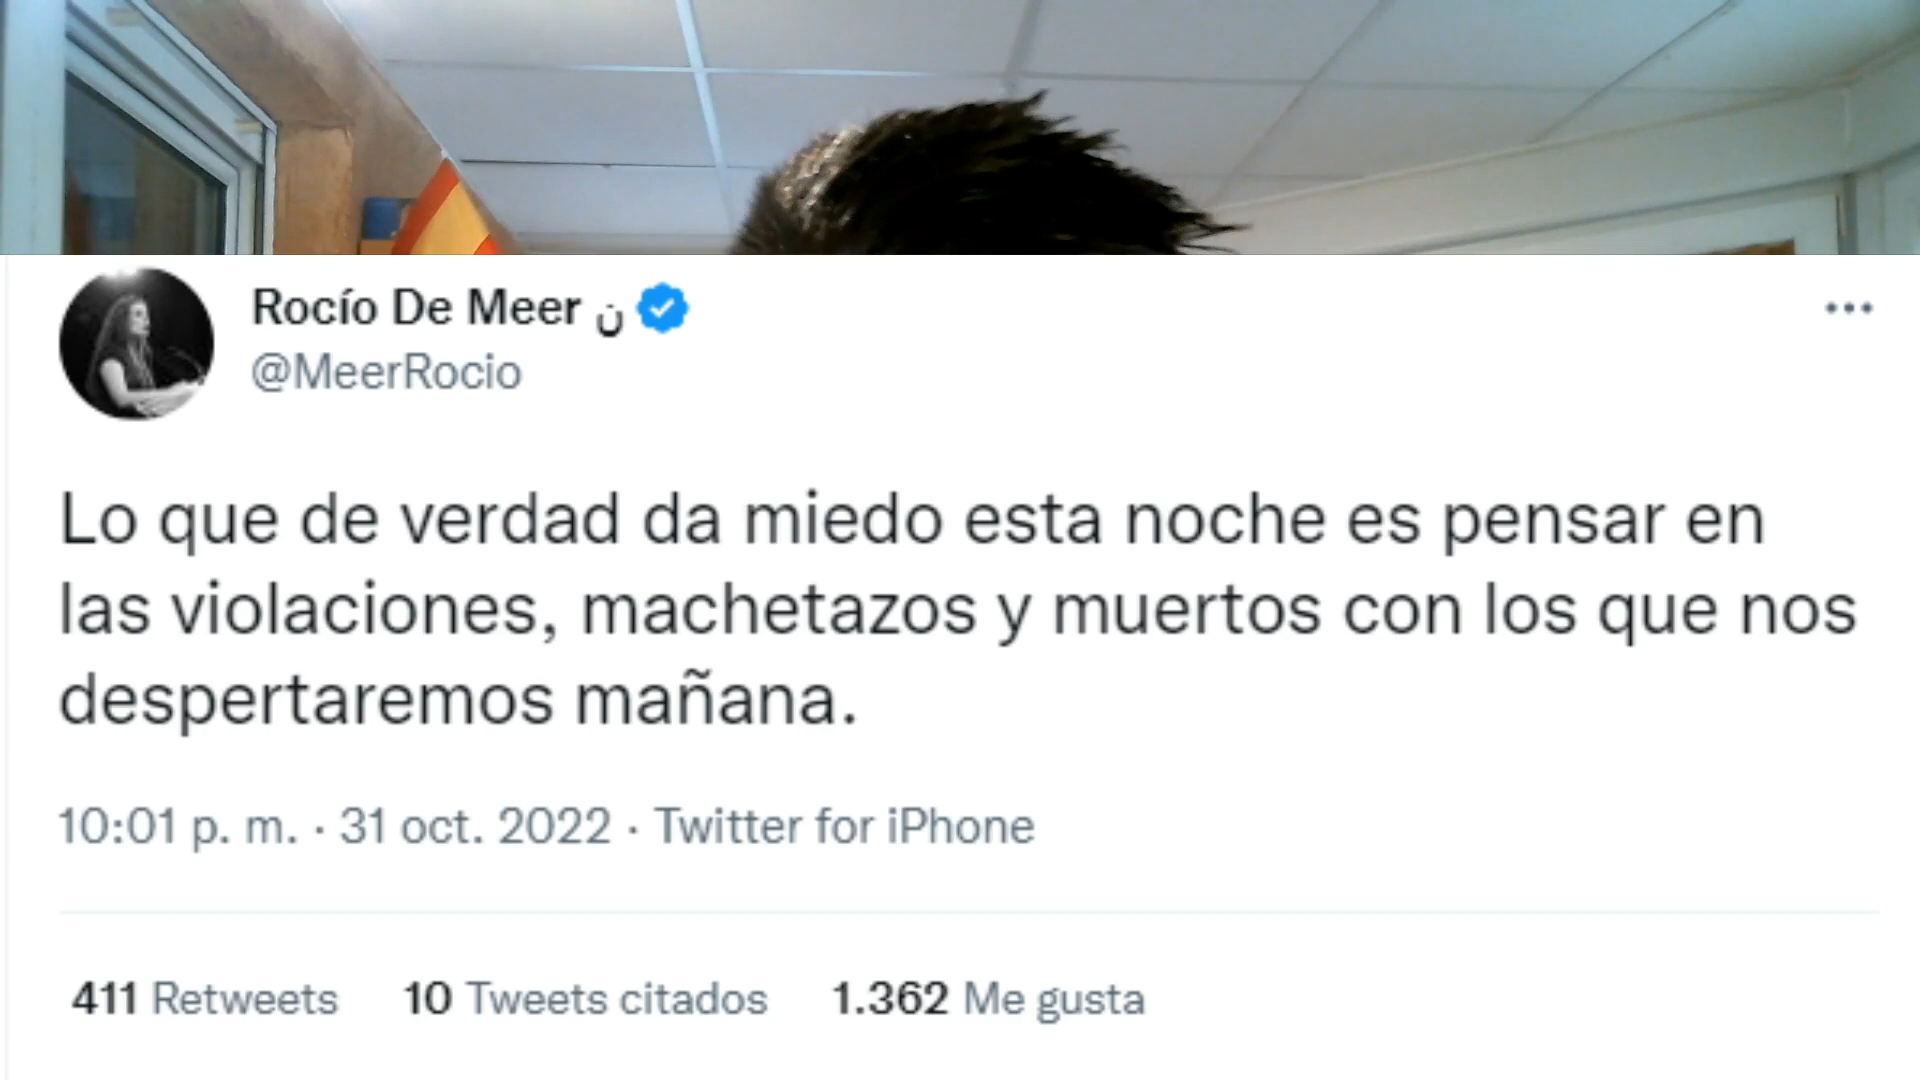 Rocío De Meer ن
@MeerRocio
Lo que de verdad da miedo esta noche es pensar en
las violaciones, machetazos y muertos con los que nos
despertaremos mañana.
10:01 p. m. · 31 oct. 2022 · Twitter for iPhone
411 Retweets 10 Tweets citados 1.362 Me gusta